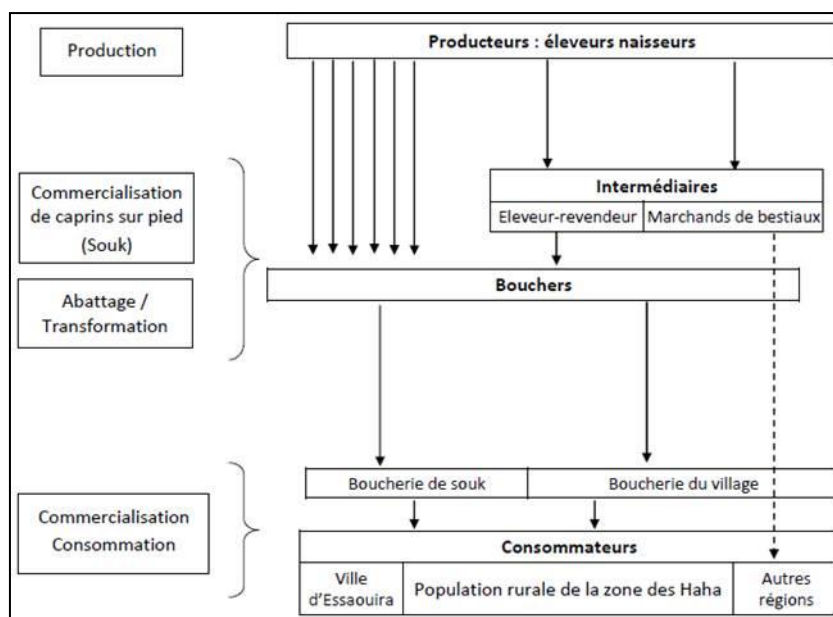 Production
Producteurs : éleveurs naisseurs
Commercialisation
de caprins sur pied
(Souk)
Intermédiaires
Eleveur-revendeur
Marchands de bestiaux
Abattage /
Transformation
Bouchers
Boucherie de souk
Boucherie du village
Commercialisation
Consommation
Consommateurs
Ville
d'Essaouira
Population rurale de la zone des Haha
Autres
régions